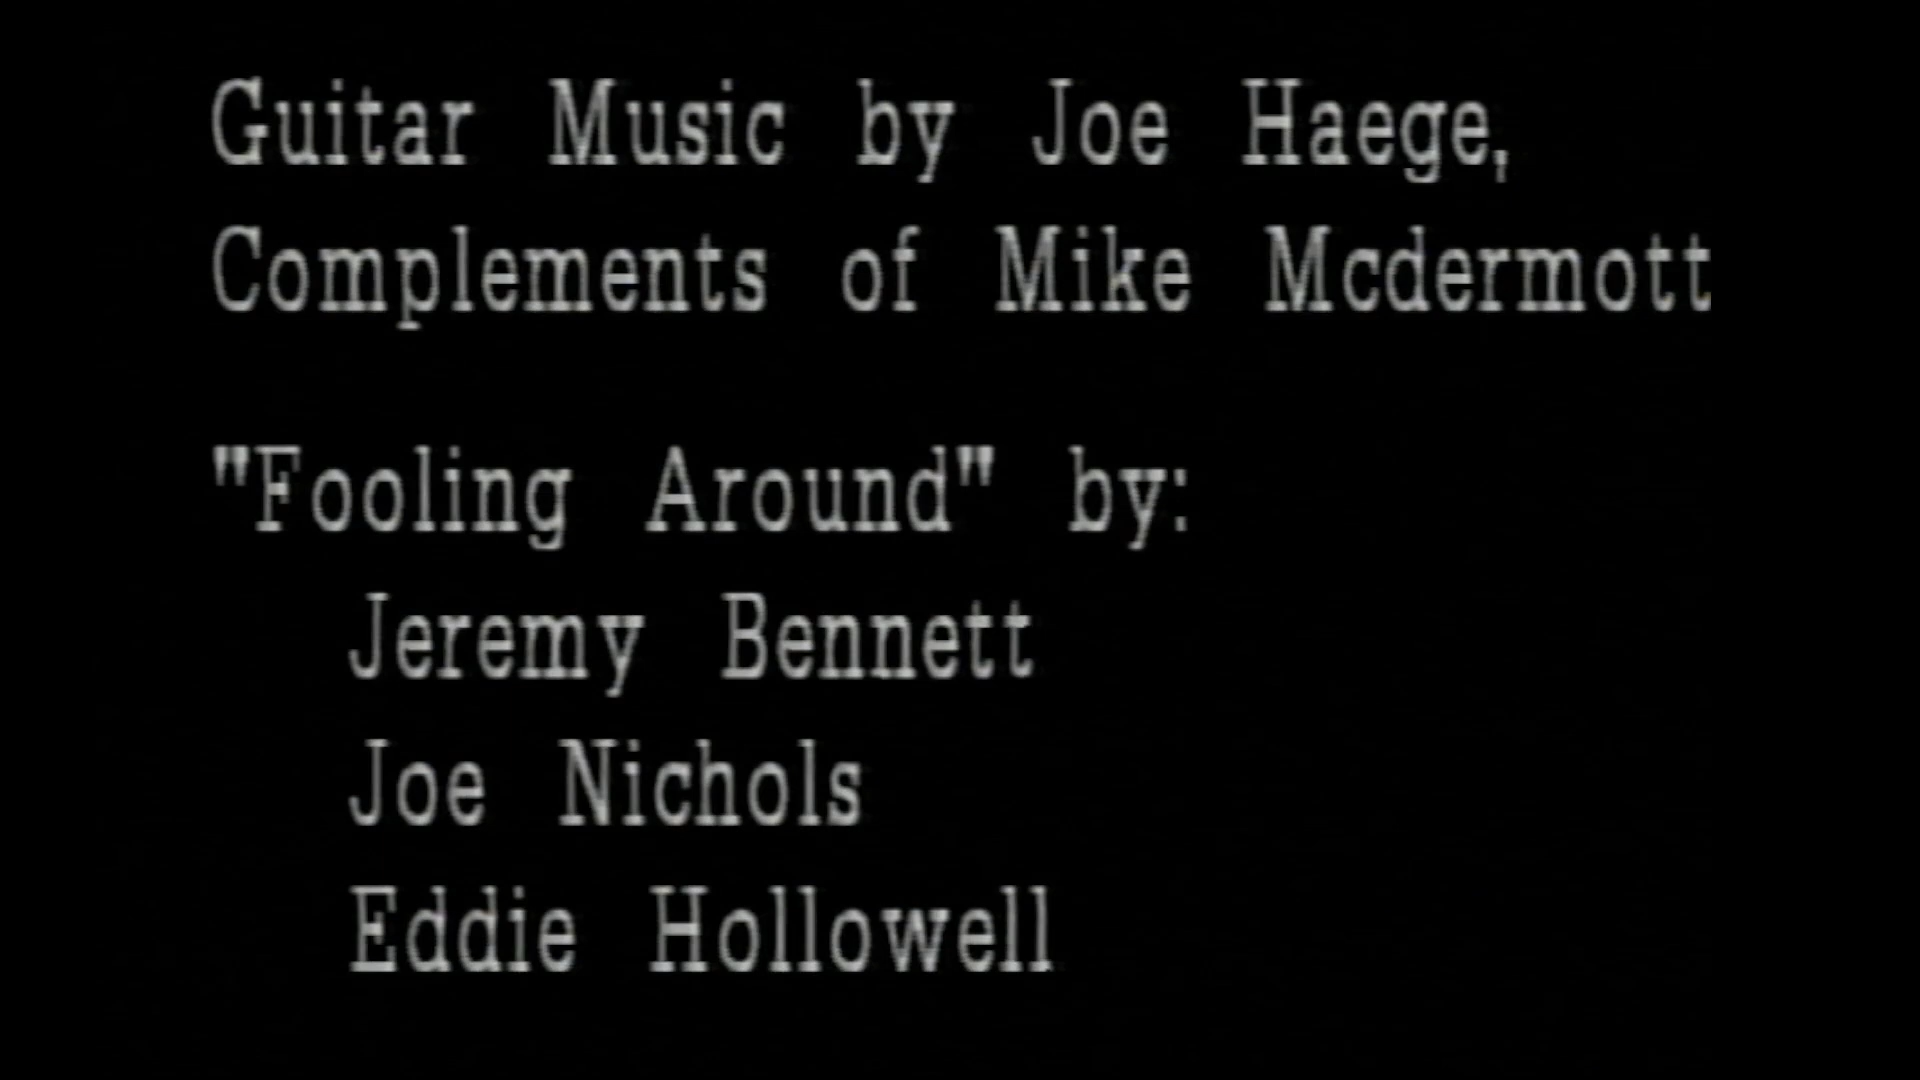 Guitar Music by Joe Haege,
Complements of Mike Mcdermott
"Fooling Around" by:
Jeremy Bennett
Joe Nichols
Eddie Hollowell